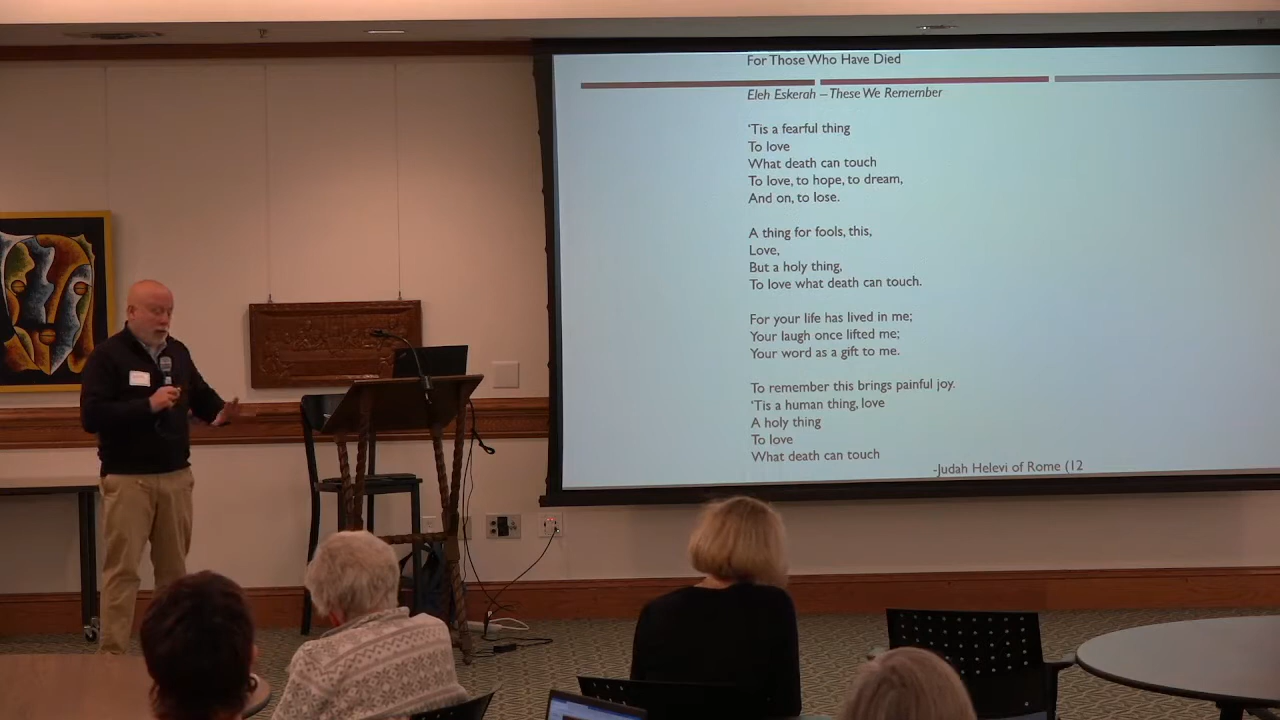 For Those Who Have Died
Eleh Eskerah – These We Remember
‘Tis a fearful thing
To love
What death can touch
To love, to hope, to dream,
And on, to lose.
A thing for fools, this,
Love,
But a holy thing,
To love what death can touch.
For your life has lived in me;
Your laugh once lifted me;
Your word as a gift to me.
To remember this brings painful joy.
‘Tis a human thing, love
A holy thing
To love
What death can touch
-Judah Helevi of Rome (12